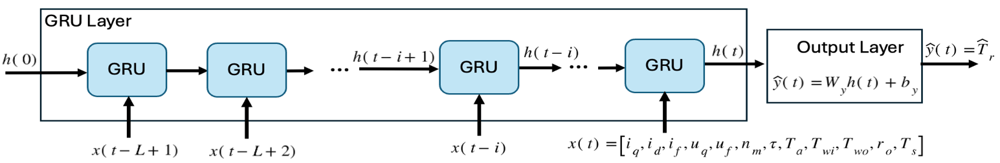 GRU Layer
h(0)
GRU
GRU
...
h(t−i+1)
GRU
h(t−i)
...
GRU
h(t)
Output Layer
ŷ(t) = W_y h(t) + b_y
ŷ(t) = T̂_r
x(t−L+1)
x(t−L+2)
x(t−i)
x(t) = [i_q, i_d, i_f, u_q, u_f, n_m, τ, T_a, T_wi, T_wo, r_o, T_s]